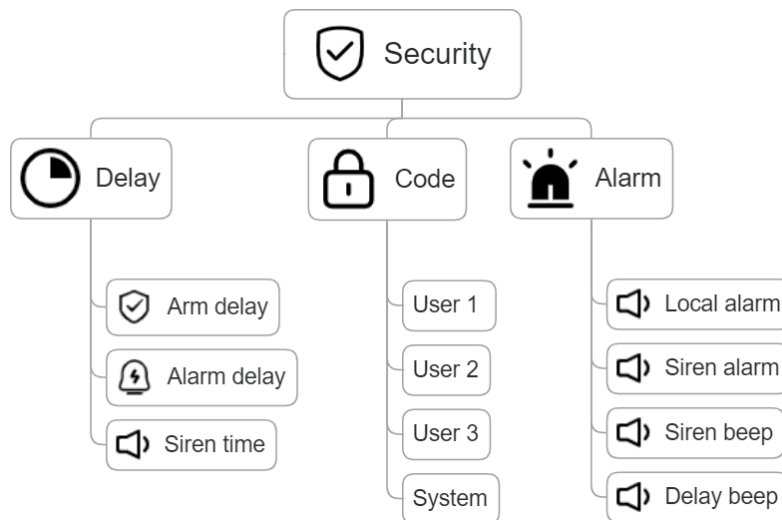 Security
Delay
Code
Alarm
Arm delay
Alarm delay
Siren time
User 1
User 2
User 3
System
Local alarm
Siren alarm
Siren beep
Delay beep